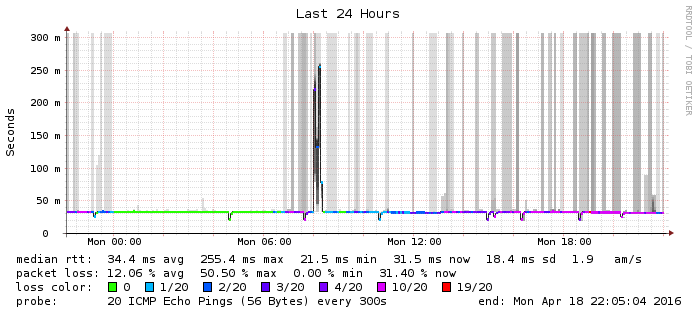 Last 24 Hours
RRDTOOL / TOBI OETIKER
Seconds
300 m
250 m
200 m
150 m
100 m
50 m
0
Mon 00:00 Mon 06:00 Mon 12:00 Mon 18:00
median rtt: 34.4 ms avg 255.4 ms max 21.5 ms min 31.5 ms now 18.4 ms sd 1.9 am/s
packet loss: 12.06 % avg 50.50 % max 0.00 % min 31.40 % now
loss color: 0 1/20 2/20 3/20 4/20 10/20 19/20
probe: 20 ICMP Echo Pings (56 Bytes) every 300s end: Mon Apr 18 22:05:04 2016